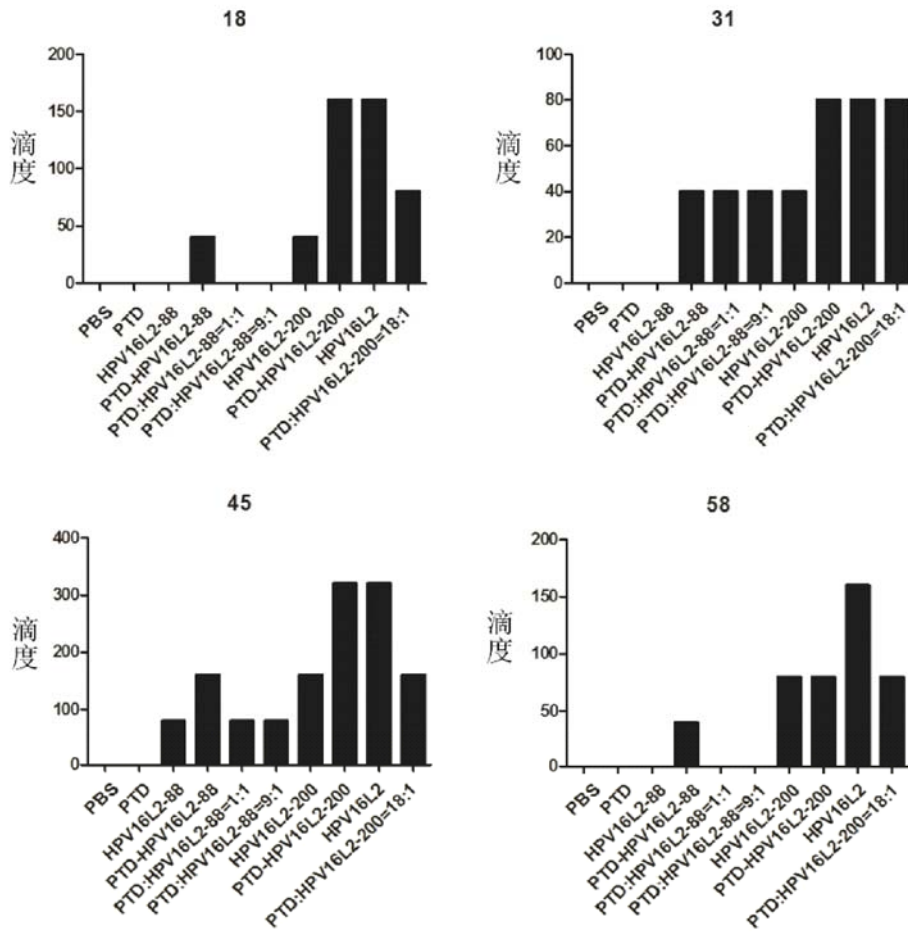 18
200
150
100
50
0
滴度
PBS
PTD
HPV16L2-88
PTD-HPV16L2-88
PTD:HPV16L2-88=1:1
PTD:HPV16L2-88=9:1
HPV16L2-200
PTD-HPV16L2-200
HPV16L2
PTD:HPV16L2-200=18:1
31
100
80
60
40
20
0
滴度
PBS
PTD
HPV16L2-88
PTD-HPV16L2-88
PTD:HPV16L2-88=1:1
PTD:HPV16L2-88=9:1
HPV16L2-200
PTD-HPV16L2-200
HPV16L2
PTD:HPV16L2-200=18:1
45
400
300
200
100
0
滴度
PBS
PTD
HPV16L2-88
PTD-HPV16L2-88
PTD:HPV16L2-88=1:1
PTD:HPV16L2-88=9:1
HPV16L2-200
PTD-HPV16L2-200
HPV16L2
PTD:HPV16L2-200=18:1
58
200
150
100
50
0
滴度
PBS
PTD
HPV16L2-88
PTD-HPV16L2-88
PTD:HPV16L2-88=1:1
PTD:HPV16L2-88=9:1
HPV16L2-200
PTD-HPV16L2-200
HPV16L2
PTD:HPV16L2-200=18:1